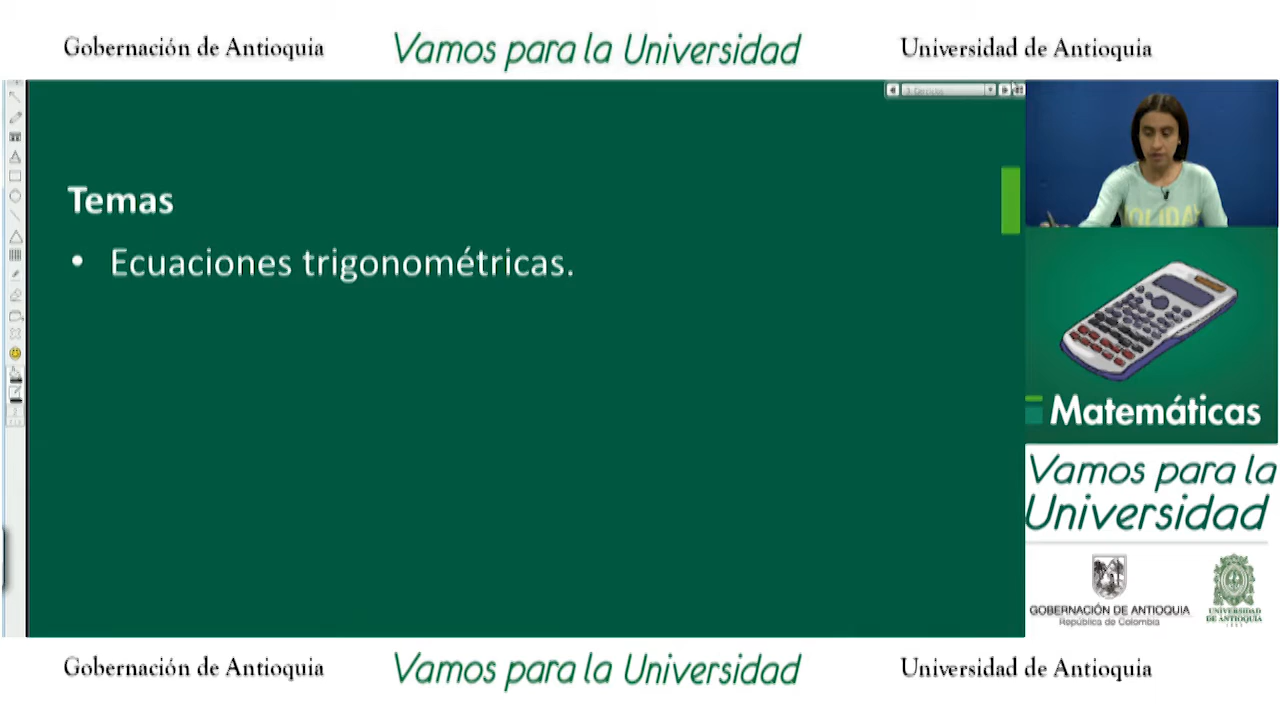 Gobernación de Antioquia
Vamos para la Universidad
Universidad de Antioquia
Temas
• Ecuaciones trigonométricas.
Matemáticas
Vamos para la
Universidad
GOBERNACIÓN DE ANTIOQUIA
República de Colombia
UNIVERSIDAD
DE ANTIOQUIA
Gobernación de Antioquia
Vamos para la Universidad
Universidad de Antioquia